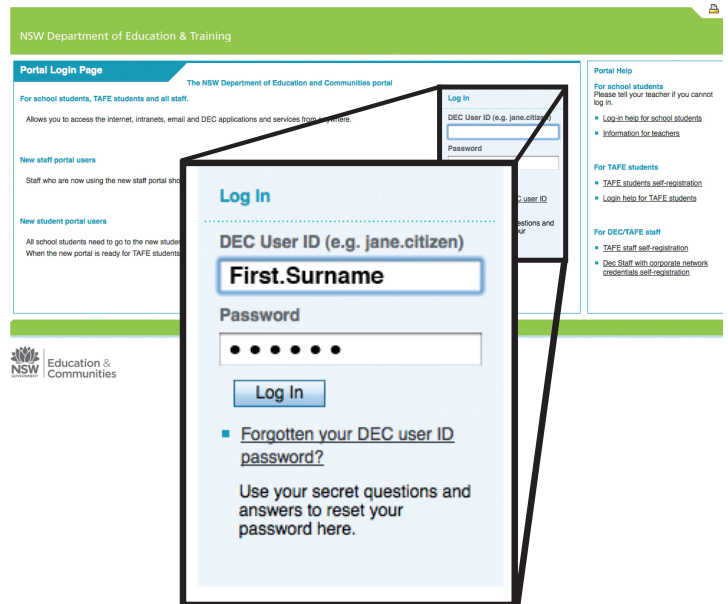 NSW Department of Education & Training
Portal Login Page
The NSW Department of Education and Communities portal
For school students, TAFE students and all staff.
Allows you to access the internet, intranets, email and DEC applications and services from anywhere.
New staff portal users
Staff who are now using the new staff portal sho
New student portal users
All school students need to go to the new studen
When the new portal is ready for TAFE students
Log In
DEC User ID (e.g. jane.citizen)
Password
user ID
estions and
Log In
DEC User ID (e.g. jane.citizen)
First.Surname
Password
Log In
Forgotten your DEC user ID
password?
Use your secret questions and
answers to reset your
password here.
Portal Help
For school students
Please tell your teacher if you cannot
log in.
Log-in help for school students
Information for teachers
For TAFE students
TAFE students self-registration
Login help for TAFE students
For DEC/TAFE staff
TAFE staff self-registration
Dec Staff with corporate network
credentials self-registration
NSW
GOVERNMENT
Education &
Communities